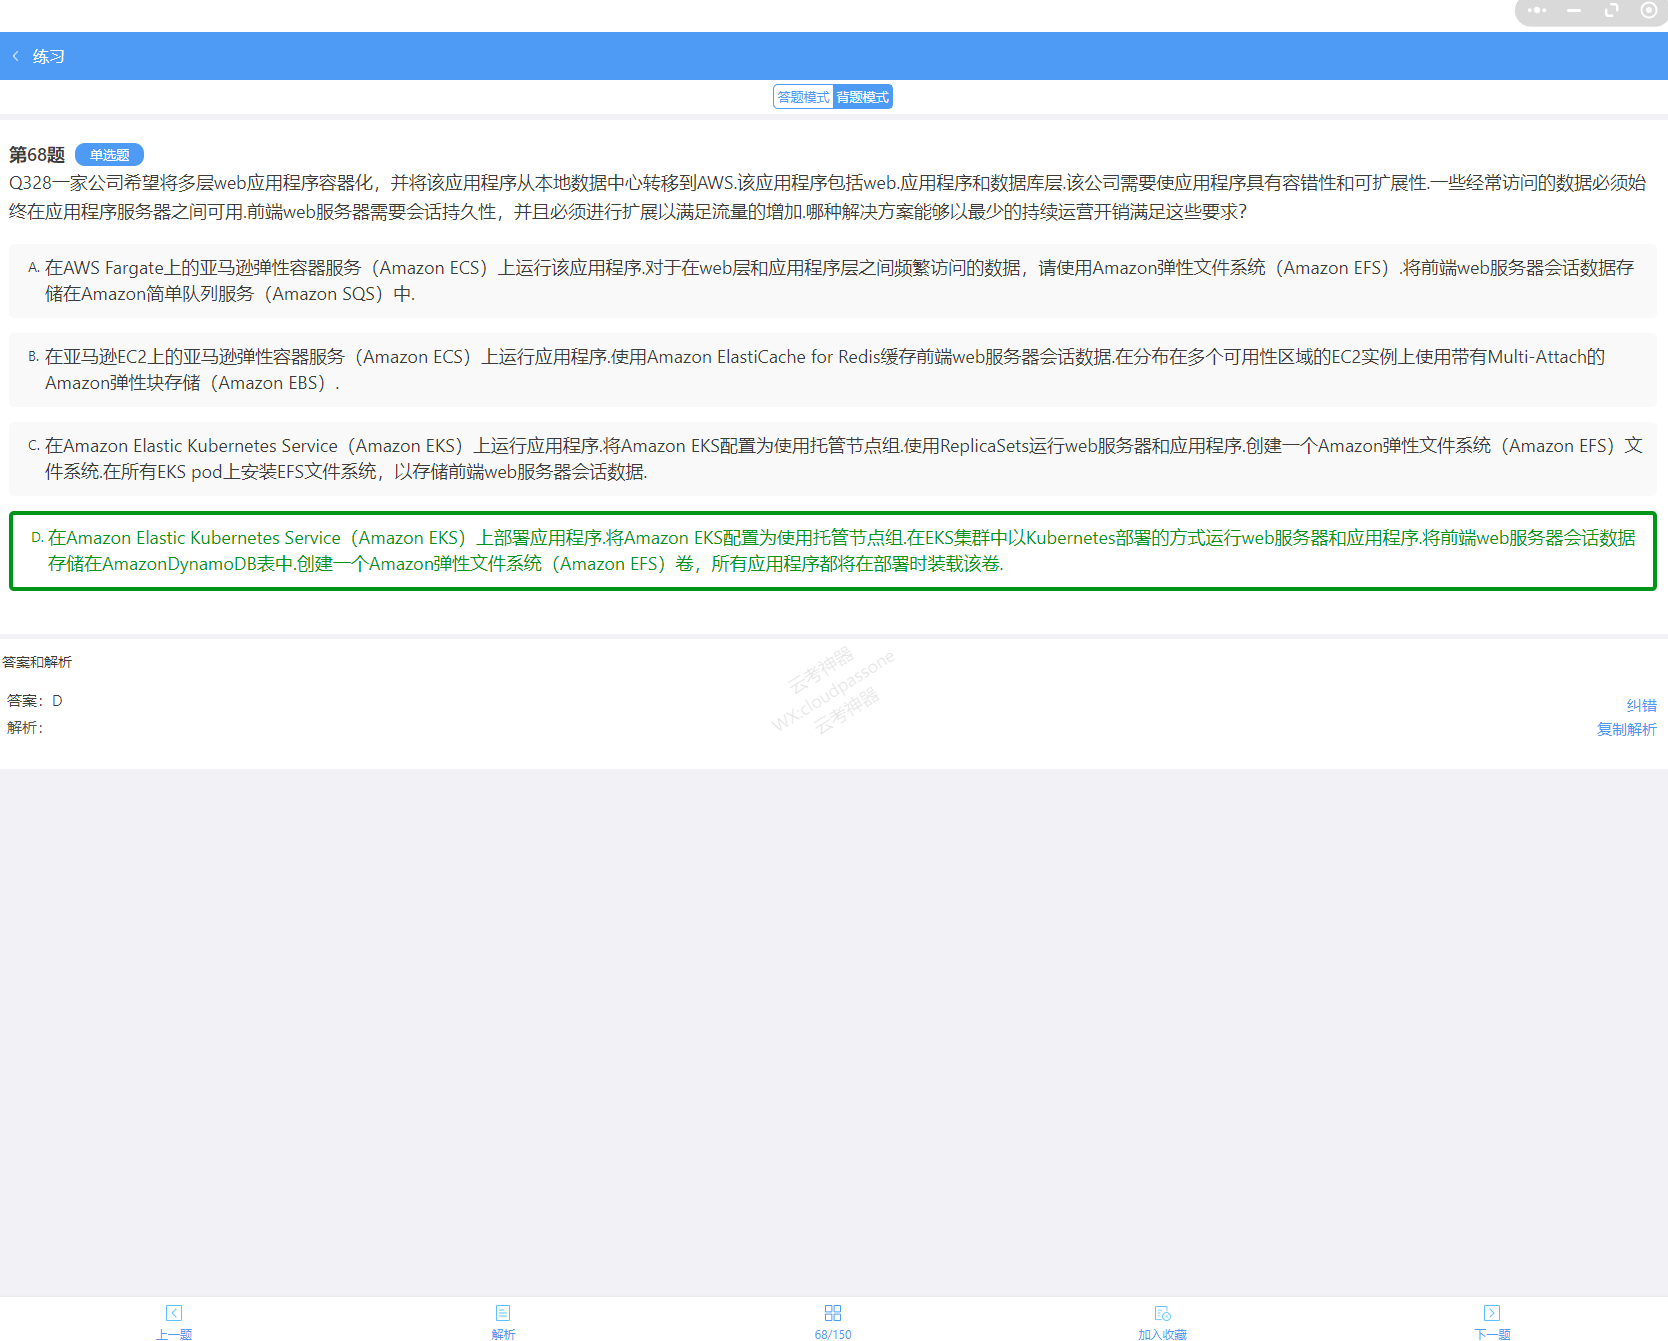 练习
答题模式 背题模式
第68题 单选题
Q328一家公司希望将多层web应用程序容器化，并将该应用程序从本地数据中心转移到AWS.该应用程序包括web.应用程序和数据库层.该公司需要使应用程序具有容错性和可扩展性.一些经常访问的数据必须始
终在应用程序服务器之间可用.前端web服务器需要会话持久性，并且必须进行扩展以满足流量的增加.哪种解决方案能够以最少的持续运营开销满足这些要求？
A. 在AWS Fargate上的亚马逊弹性容器服务（Amazon ECS）上运行该应用程序.对于在web层和应用程序层之间频繁访问的数据，请使用Amazon弹性文件系统（Amazon EFS）.将前端web服务器会话数据存
储在Amazon简单队列服务（Amazon SQS）中.
B. 在亚马逊EC2上的亚马逊弹性容器服务（Amazon ECS）上运行应用程序.使用Amazon ElastiCache for Redis缓存前端web服务器会话数据.在分布在多个可用性区域的EC2实例上使用带有Multi-Attach的
Amazon弹性块存储（Amazon EBS）.
C. 在Amazon Elastic Kubernetes Service（Amazon EKS）上运行应用程序.将Amazon EKS配置为使用托管节点组.使用ReplicaSets运行web服务器和应用程序.创建一个Amazon弹性文件系统（Amazon EFS）文
件系统.在所有EKS pod上安装EFS文件系统，以存储前端web服务器会话数据.
D. 在Amazon Elastic Kubernetes Service（Amazon EKS）上部署应用程序.将Amazon EKS配置为使用托管节点组.在EKS集群中以Kubernetes部署的方式运行web服务器和应用程序.将前端web服务器会话数据
存储在AmazonDynamoDB表中.创建一个Amazon弹性文件系统（Amazon EFS）卷，所有应用程序都将在部署时装载该卷.
答案和解析
云考神器
WX:cloudpassone
云考神器
答案：D
纠错
解析：
复制解析
上一题 解析 68/150 加入收藏 下一题